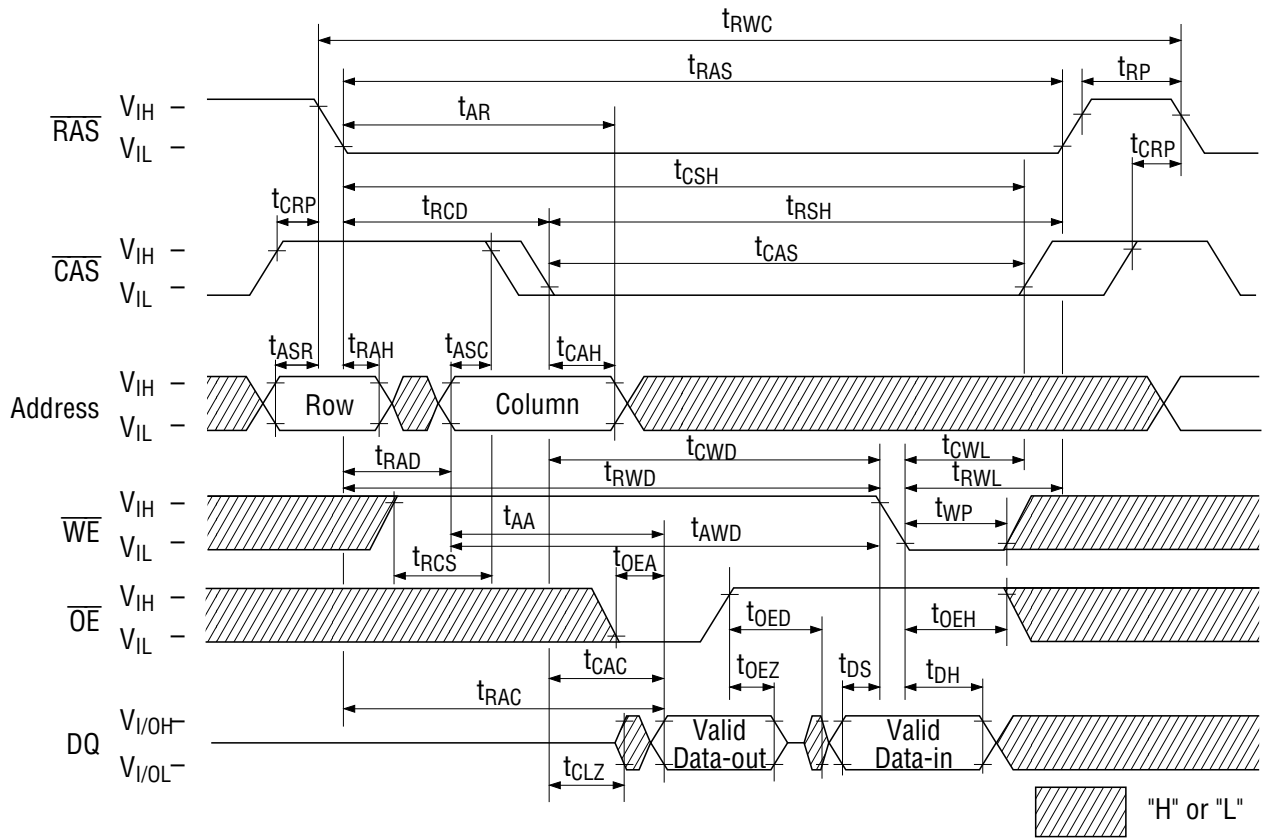 tRWC
tRAS
tRP
VIH
RAS
VIL
tAR
tCRP
tCSH
tCRP
tRCD
tRSH
VIH
CAS
VIL
tCAS
tASR
tRAH
tASC
tCAH
VIH
Address
VIL
Row
Column
tCWD
tCWL
tRAD
tRWD
tRWL
VIH
WE
VIL
tWP
tAA
tAWD
tRCS
tOEA
VIH
OE
VIL
tOED
tOEH
tCAC
tOEZ
tDS
tDH
tRAC
VI/OH
DQ
VI/OL
Valid
Data-out
Valid
Data-in
tCLZ
"H" or "L"